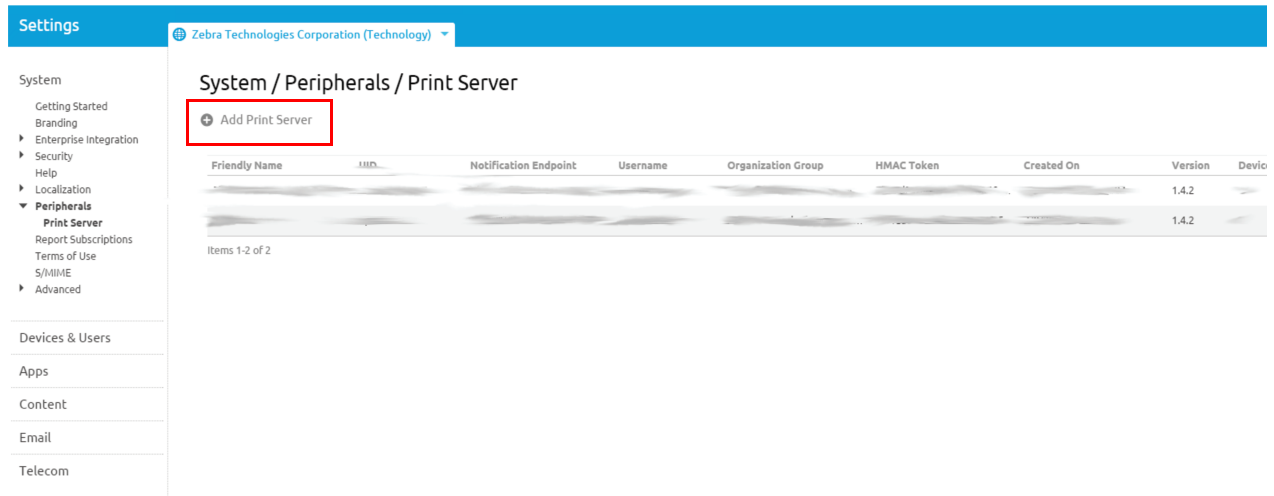 Settings
Zebra Technologies Corporation (Technology)
System
Getting Started
Branding
Enterprise Integration
Security
Help
Localization
Peripherals
Print Server
Report Subscriptions
Terms of Use
S/MIME
Advanced
Devices & Users
Apps
Content
Email
Telecom
System / Peripherals / Print Server
Add Print Server
Friendly Name UID Notification Endpoint Username Organization Group HMAC Token Created On Version Device
1.4.2
1.4.2
Items 1-2 of 2